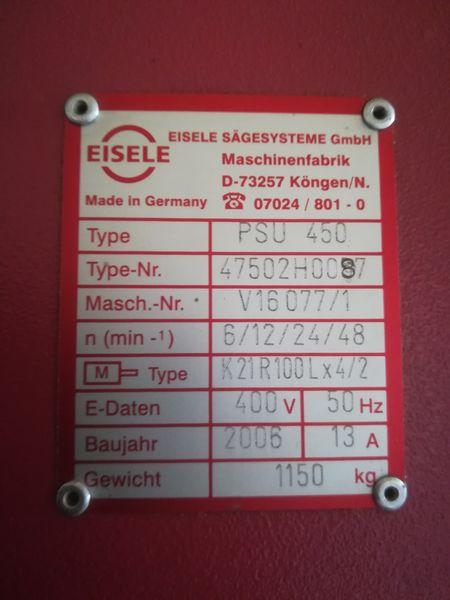 EISELE
EISELE SÄGESYSTEME GmbH
Maschinenfabrik
D-73257 Köngen/N.
Made in Germany ☎ 07024 / 801 - 0
Type PSU 450
Type-Nr. 47502H0087
Masch.-Nr. V16077/1
n (min -1) 6/12/24/48
M Type K21R100Lx4/2
E-Daten 400 V 50 Hz
Baujahr 2006 13 A
Gewicht 1150 kg